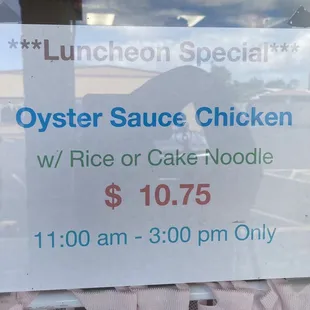 ***Luncheon Special***
Oyster Sauce Chicken
w/ Rice or Cake Noodle
$ 10.75
11:00 am - 3:00 pm Only